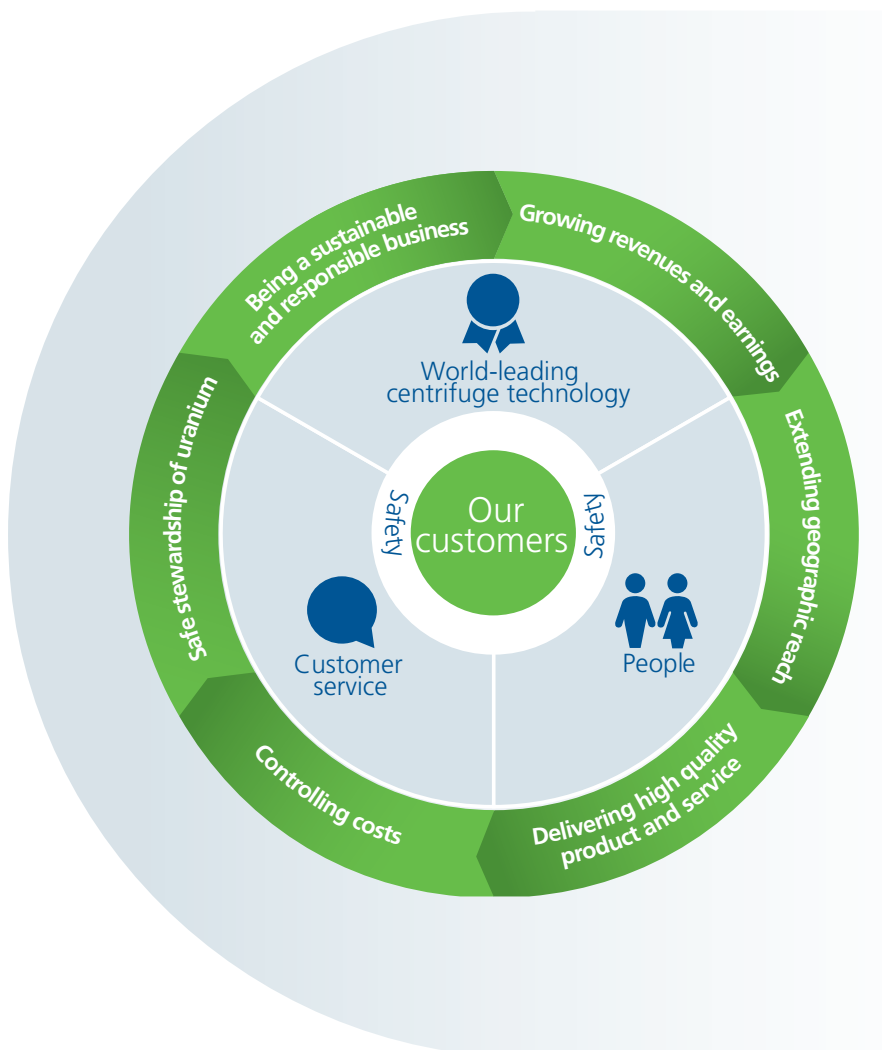 Being a sustainable
and responsible business
Growing revenues and earnings
Extending geographic reach
Delivering high quality
product and service
Controlling costs
Safe stewardship of uranium
World-leading
centrifuge technology
People
Customer
service
Safety
Safety
Our
customers